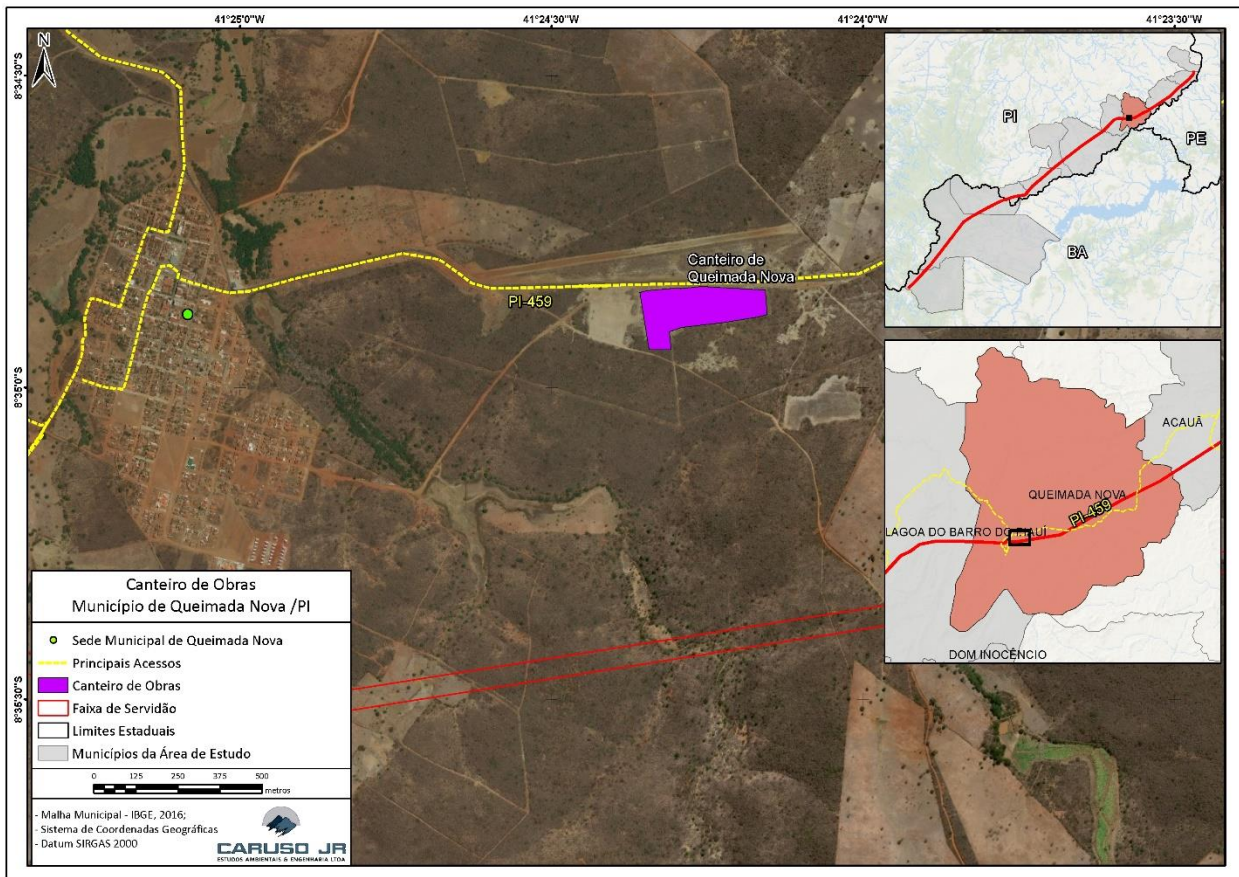 41°25'0"W
41°24'30"W
41°24'0"W
41°23'30"W
N
8°34'30"S
8°35'0"S
8°35'30"S
Canteiro de
Queimada Nova
PI-459
PI
PE
BA
ACAUÃ
QUEIMADA NOVA
PI-459
LAGOA DO BARRO DO PIAUÍ
DOM INOCÊNCIO
Canteiro de Obras
Município de Queimada Nova /PI
Sede Municipal de Queimada Nova
Principais Acessos
Canteiro de Obras
Faixa de Servidão
Limites Estaduais
Municípios da Área de Estudo
0 125 250 375 500
metros
- Malha Municipal - IBGE, 2016;
- Sistema de Coordenadas Geográficas
- Datum SIRGAS 2000
CARUSO JR
ESTUDOS AMBIENTAIS & ENGENHARIA LTDA